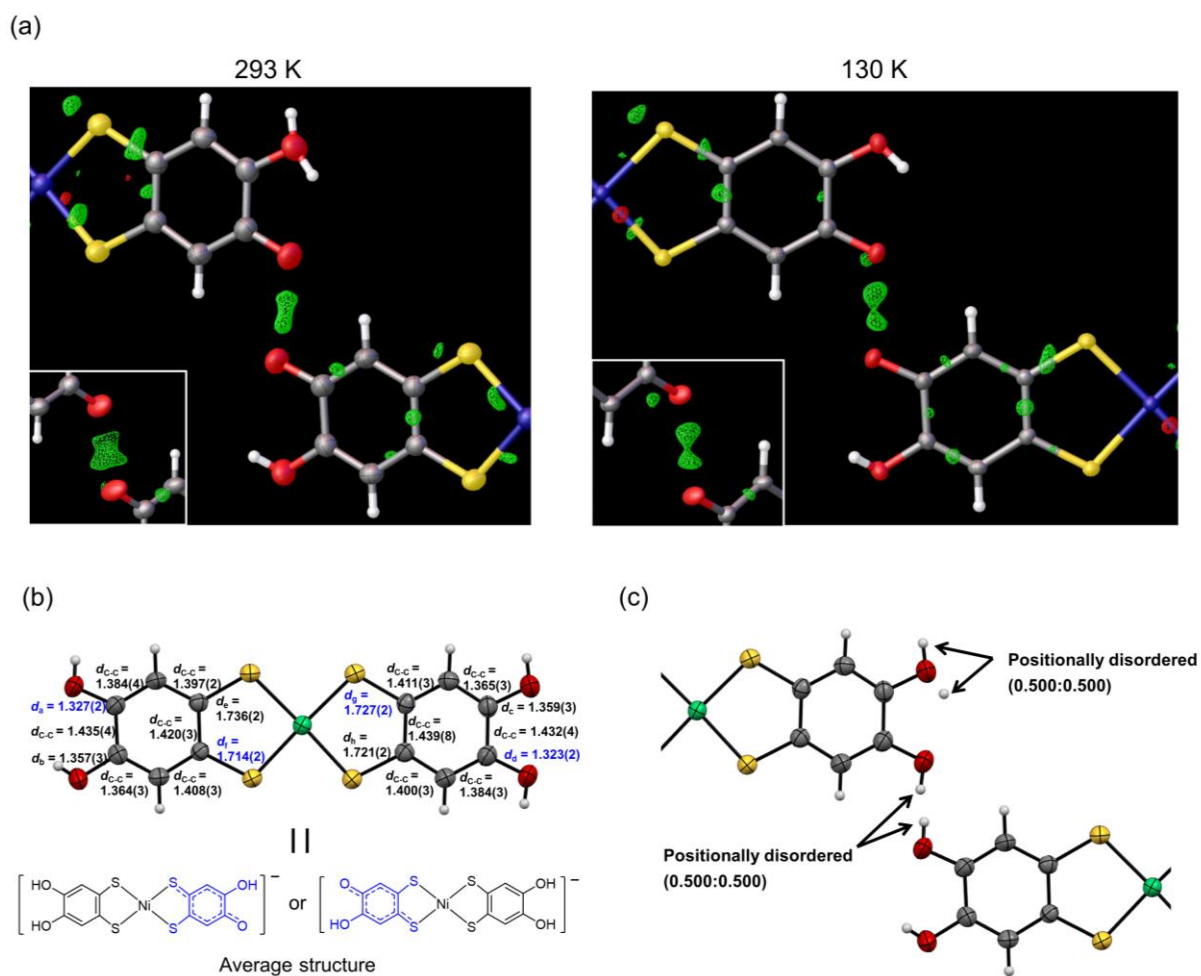 (a)
293 K
130 K
(b)
(c)
d_C-C =
1.384(4)
d_C-C =
1.397(2)
d_a = 1.327(2)
d_C-C =
1.435(4)
d_b = 1.357(3)
d_C-C =
1.364(3)
d_C-C =
1.408(3)
d_C-C =
1.420(3)
d_e =
1.736(2)
d_f =
1.714(2)
d_g =
1.727(2)
d_h =
1.721(2)
d_C-C =
1.411(3)
d_C-C =
1.365(3)
d_C-C =
1.439(8)
d_c = 1.359(3)
d_C-C =
1.432(4)
d_d = 1.323(2)
d_C-C =
1.400(3)
d_C-C =
1.384(3)
Positionally disordered
(0.500:0.500)
Positionally disordered
(0.500:0.500)
HO
HO
S
S
Ni
S
S
OH
O
−
or
O
HO
S
S
Ni
S
S
OH
OH
−
Average structure